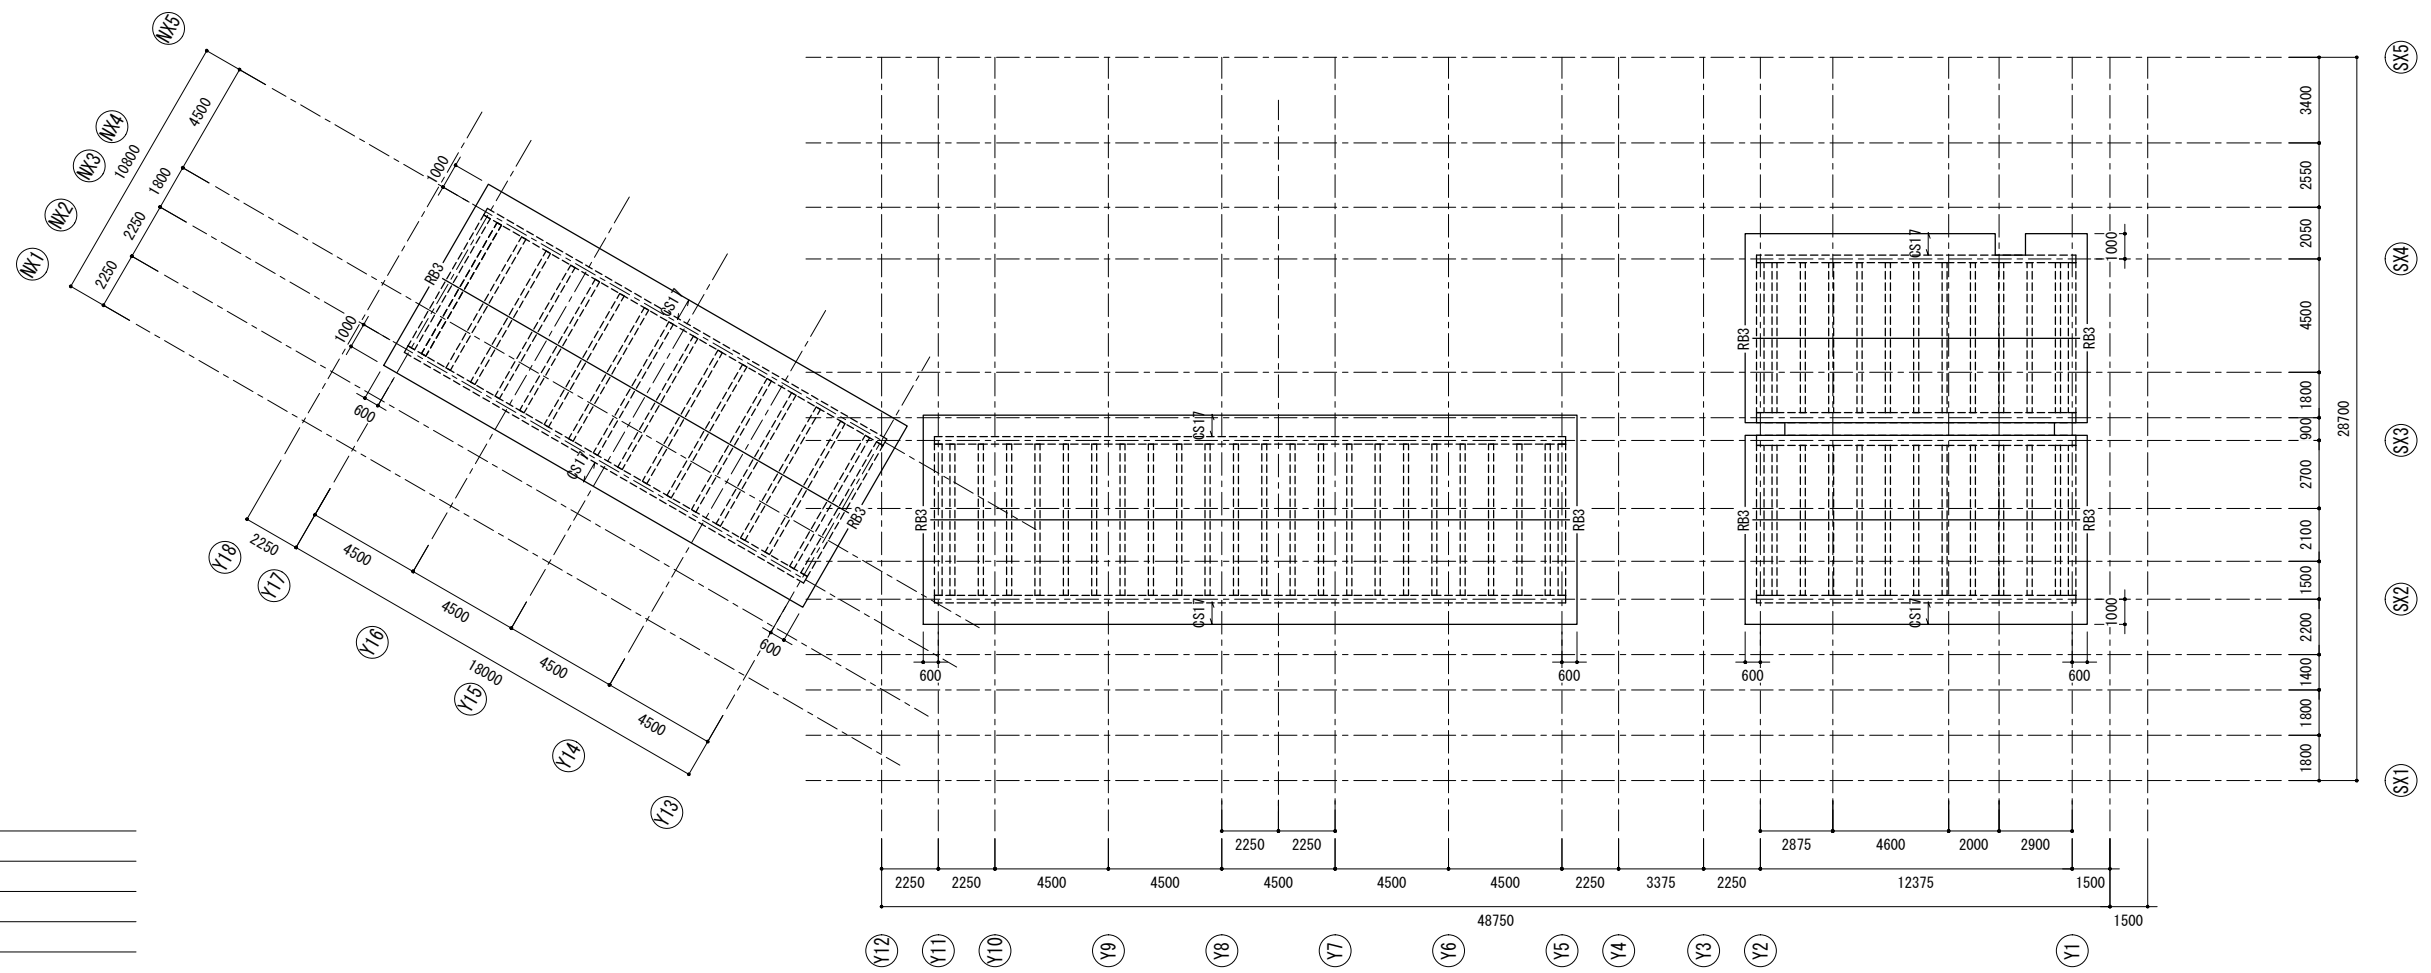 NX5
NX4
NX3
NX2
NX1
4500
1800
2250
2250
10800
1000
1000
600
RB3
CS17
CS17
RB3
600
2250
4500
4500
4500
4500
18000
Y18
Y17
Y16
Y15
Y14
Y13
CS17
RB3
RB3
CS17
600
600
CS17
1000
RB3
RB3
RB3
RB3
CS17
1000
600
600
3400
2550
2050
4500
1800
900
2700
2100
1500
2200
1400
1800
1800
28700
SX5
SX4
SX3
SX2
SX1
2250
2250
2875
4600
2000
2900
2250
2250
4500
4500
4500
4500
4500
2250
3375
2250
12375
1500
48750
1500
Y12
Y11
Y10
Y9
Y8
Y7
Y6
Y5
Y4
Y3
Y2
Y1